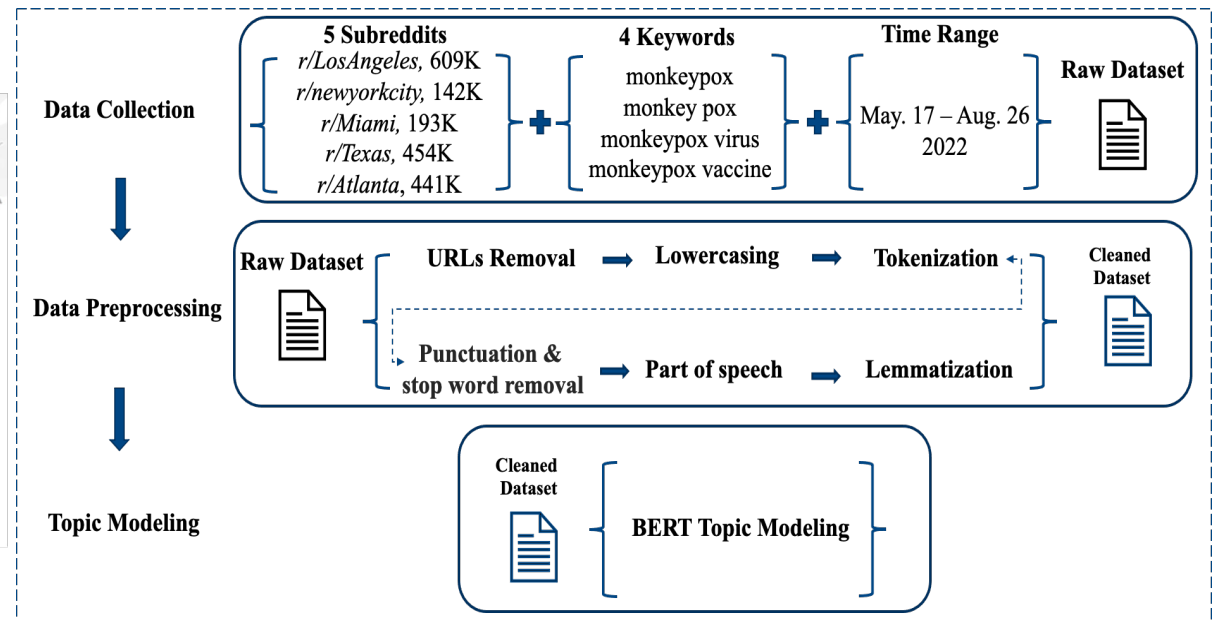 5 Subreddits
4 Keywords
Time Range
Data Collection
r/LosAngeles, 609K
r/newyorkcity, 142K
r/Miami, 193K
r/Texas, 454K
r/Atlanta, 441K
monkeypox
monkey pox
monkeypox virus
monkeypox vaccine
May. 17 – Aug. 26
2022
Raw Dataset
Data Preprocessing
Raw Dataset
URLs Removal
Lowercasing
Tokenization
Punctuation &
stop word removal
Part of speech
Lemmatization
Cleaned
Dataset
Topic Modeling
Cleaned
Dataset
BERT Topic Modeling